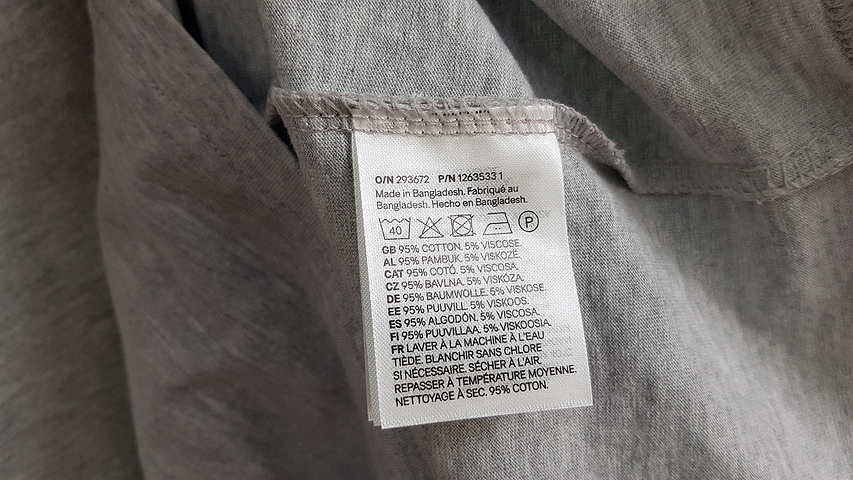 O/N 293672 P/N 1263533 1
Made in Bangladesh. Fabriqué au
Bangladesh. Hecho en Bangladesh.
40 P
GB 95% COTTON. 5% VISCOSE.
AL 95% PAMBUK. 5% VISKOZË.
CAT 95% COTÓ. 5% VISCOSA.
CZ 95% BAVLNA. 5% VISKÓZA.
DE 95% BAUMWOLLE. 5% VISKOSE.
EE 95% PUUVILL. 5% VISKOOS.
ES 95% ALGODÓN. 5% VISCOSA.
FI 95% PUUVILLAA. 5% VISKOOSIA.
FR LAVER À LA MACHINE À L'EAU
TIÈDE. BLANCHIR SANS CHLORE
SI NÉCESSAIRE. SÉCHER À L'AIR.
REPASSER À TEMPÉRATURE MOYENNE.
NETTOYAGE À SEC. 95% COTON.